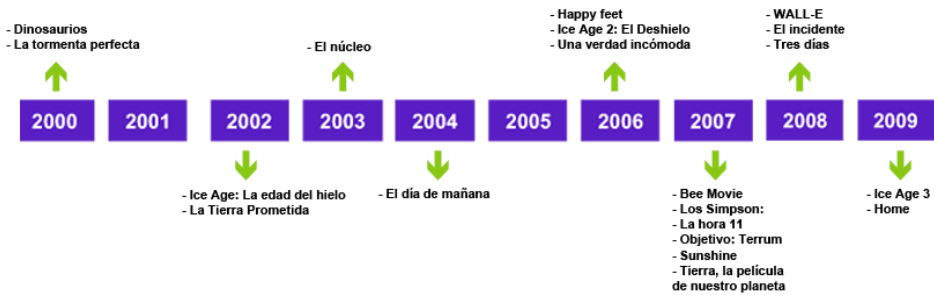 - Dinosaurios
- La tormenta perfecta
- El núcleo
- Happy feet
- Ice Age 2: El Deshielo
- Una verdad incómoda
- WALL-E
- El incidente
- Tres días
2000 2001 2002 2003 2004 2005 2006 2007 2008 2009
- Ice Age: La edad del hielo
- La Tierra Prometida
- El día de mañana
- Bee Movie
- Los Simpson:
- La hora 11
- Objetivo: Terrum
- Sunshine
- Tierra, la película
de nuestro planeta
- Ice Age 3
- Home